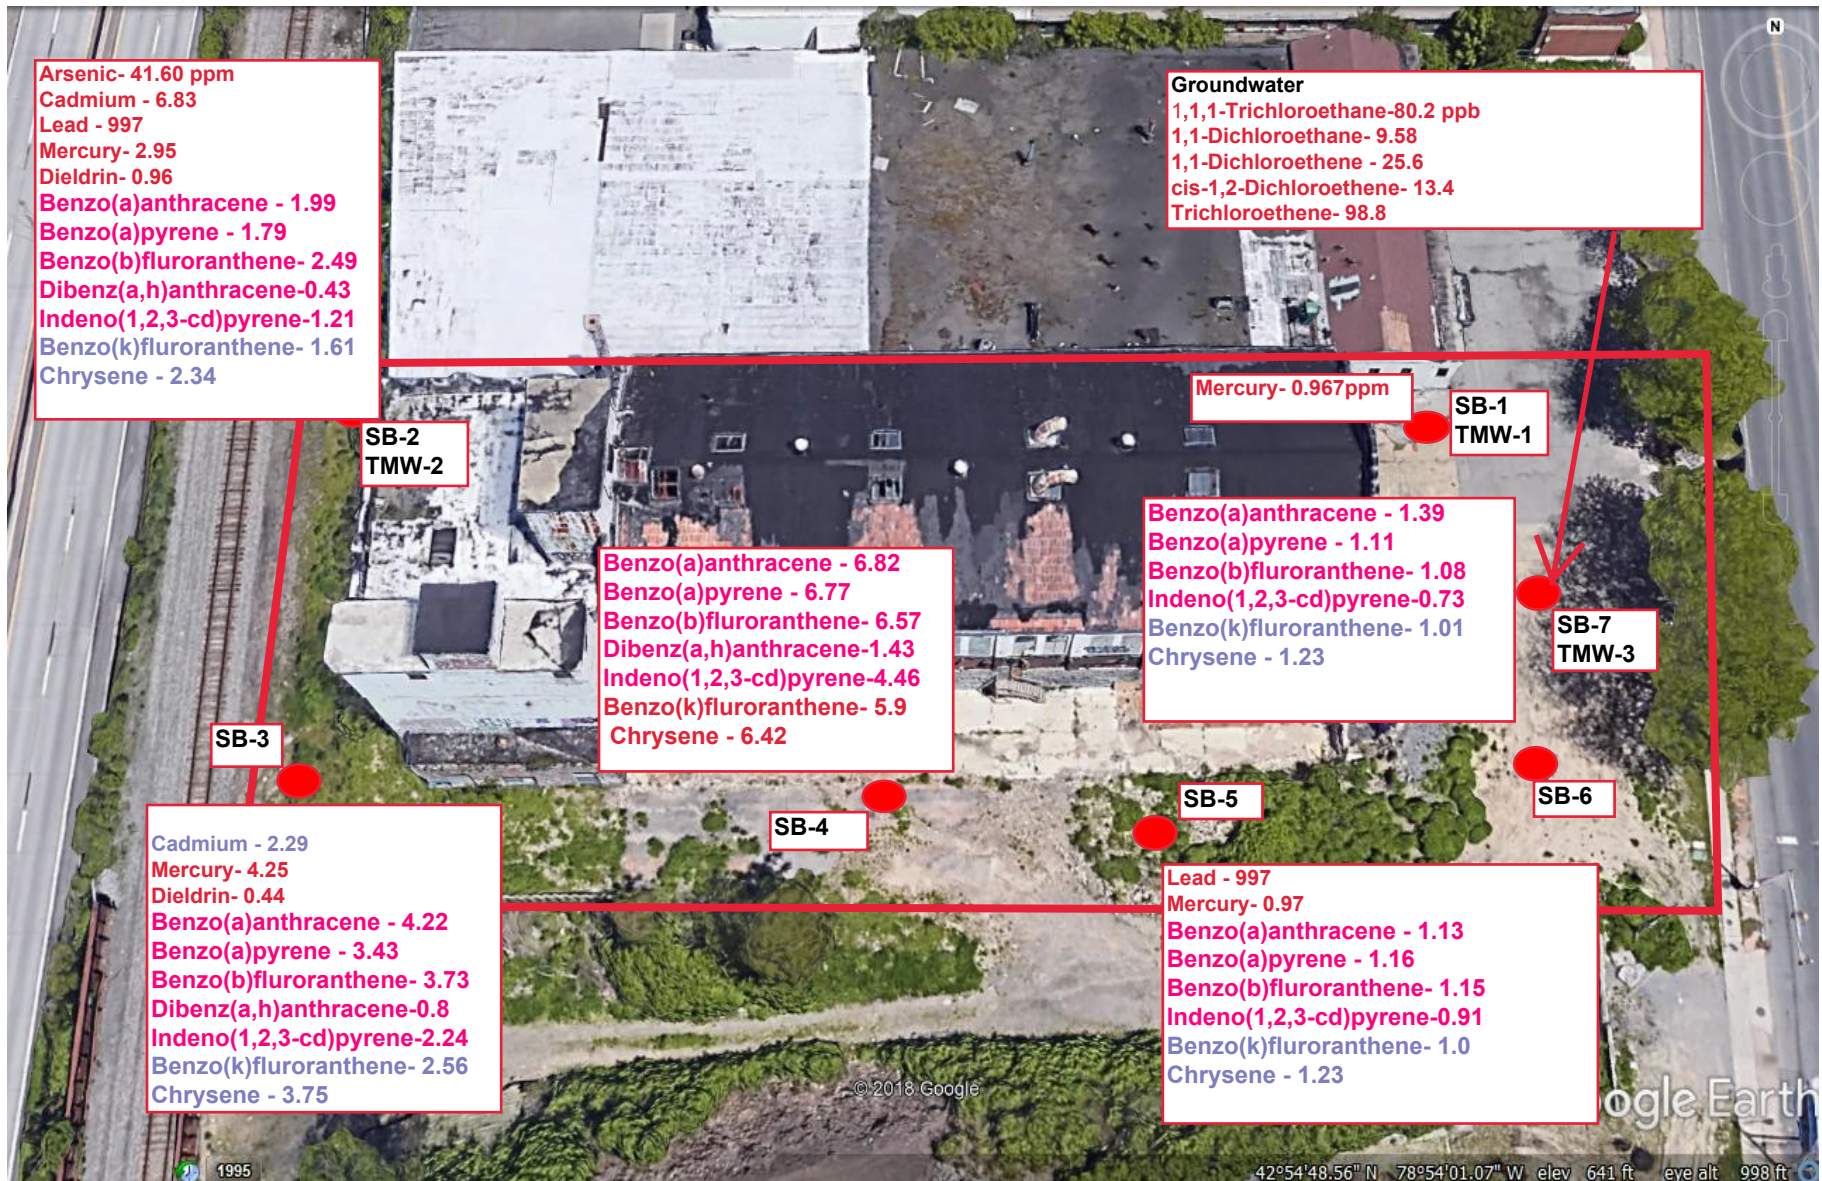 N
Arsenic- 41.60 ppm
Cadmium - 6.83
Lead - 997
Mercury- 2.95
Dieldrin- 0.96
Benzo(a)anthracene - 1.99
Benzo(a)pyrene - 1.79
Benzo(b)fluroranthene- 2.49
Dibenz(a,h)anthracene-0.43
Indeno(1,2,3-cd)pyrene-1.21
Benzo(k)fluroranthene- 1.61
Chrysene - 2.34
Groundwater
1,1,1-Trichloroethane-80.2 ppb
1,1-Dichloroethane- 9.58
1,1-Dichloroethene - 25.6
cis-1,2-Dichloroethene- 13.4
Trichloroethene- 98.8
Mercury- 0.967ppm
SB-1
TMW-1
SB-2
TMW-2
Benzo(a)anthracene - 6.82
Benzo(a)pyrene - 6.77
Benzo(b)fluroranthene- 6.57
Dibenz(a,h)anthracene-1.43
Indeno(1,2,3-cd)pyrene-4.46
Benzo(k)fluroranthene- 5.9
Chrysene - 6.42
Benzo(a)anthracene - 1.39
Benzo(a)pyrene - 1.11
Benzo(b)fluroranthene- 1.08
Indeno(1,2,3-cd)pyrene-0.73
Benzo(k)fluroranthene- 1.01
Chrysene - 1.23
SB-7
TMW-3
SB-3
SB-4
SB-5
SB-6
Cadmium - 2.29
Mercury- 4.25
Dieldrin- 0.44
Benzo(a)anthracene - 4.22
Benzo(a)pyrene - 3.43
Benzo(b)fluroranthene- 3.73
Dibenz(a,h)anthracene-0.8
Indeno(1,2,3-cd)pyrene-2.24
Benzo(k)fluroranthene- 2.56
Chrysene - 3.75
Lead - 997
Mercury- 0.97
Benzo(a)anthracene - 1.13
Benzo(a)pyrene - 1.16
Benzo(b)fluroranthene- 1.15
Indeno(1,2,3-cd)pyrene-0.91
Benzo(k)fluroranthene- 1.0
Chrysene - 1.23
© 2018 Google
ogle Earth
1995
42°54'48.56" N 78°54'01.07" W elev 641 ft eye alt 998 ft